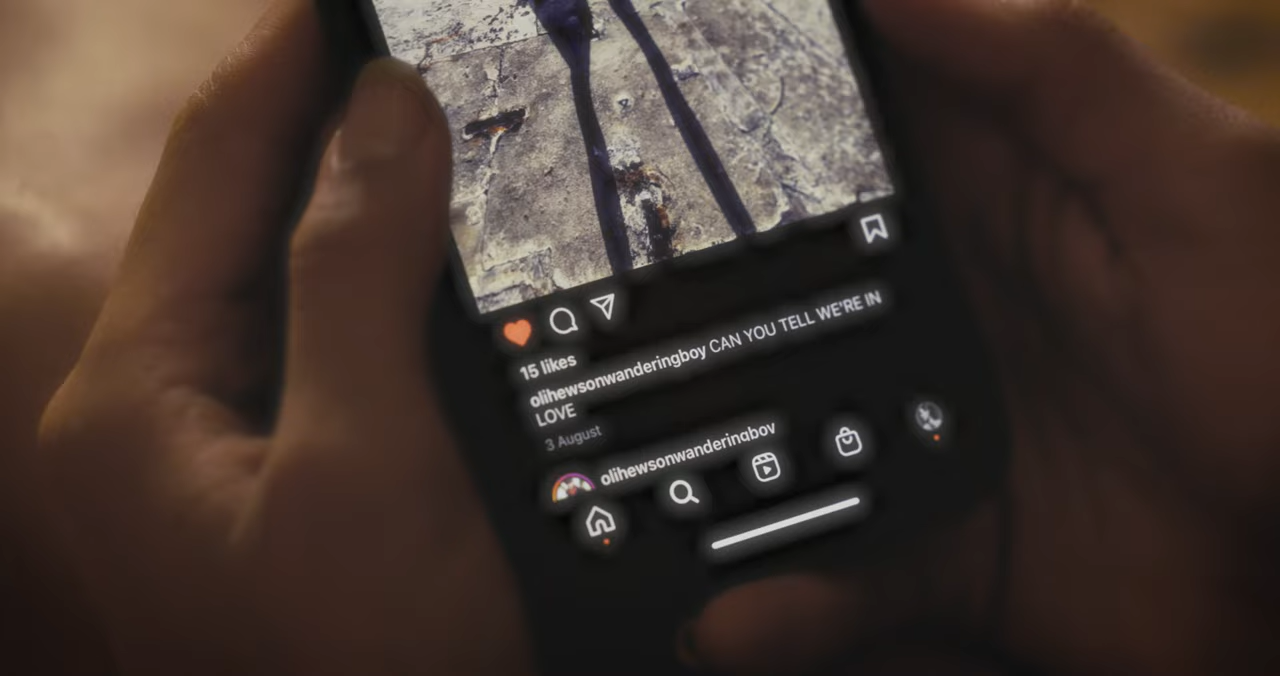 15 likes
olihewsonwanderingboy CAN YOU TELL WE'RE IN
LOVE
3 August
olihewsonwanderingboy